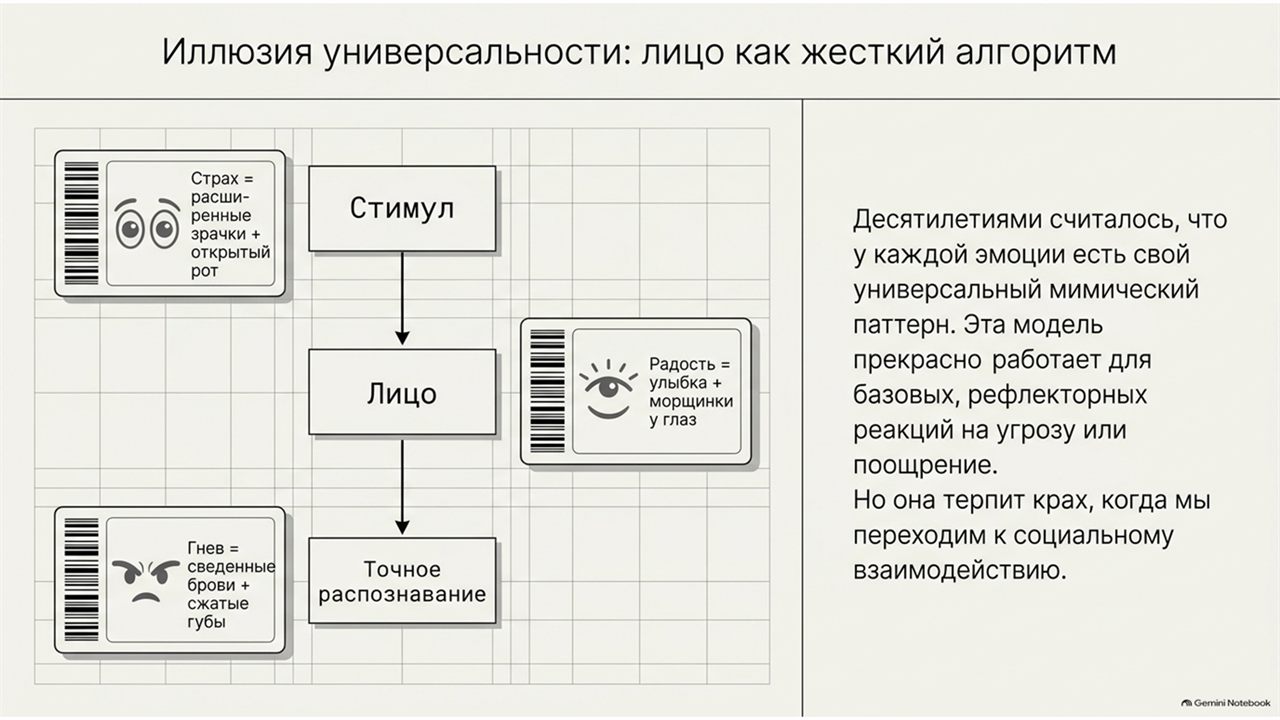 Иллюзия универсальности: лицо как жесткий алгоритм
Страх =
расши-
ренные
зрачки +
открытый
рот
Стимул
Лицо
Радость =
улыбка +
морщинки
у глаз
Гнев =
сведенные
брови +
сжатые
губы
Точное
распознавание
Десятилетиями считалось, что
у каждой эмоции есть свой
универсальный мимический
паттерн. Эта модель
прекрасно работает для
базовых, рефлекторных
реакций на угрозу или
поощрение.
Но она терпит крах, когда мы
переходим к социальному
взаимодействию.
Gemini Notebook